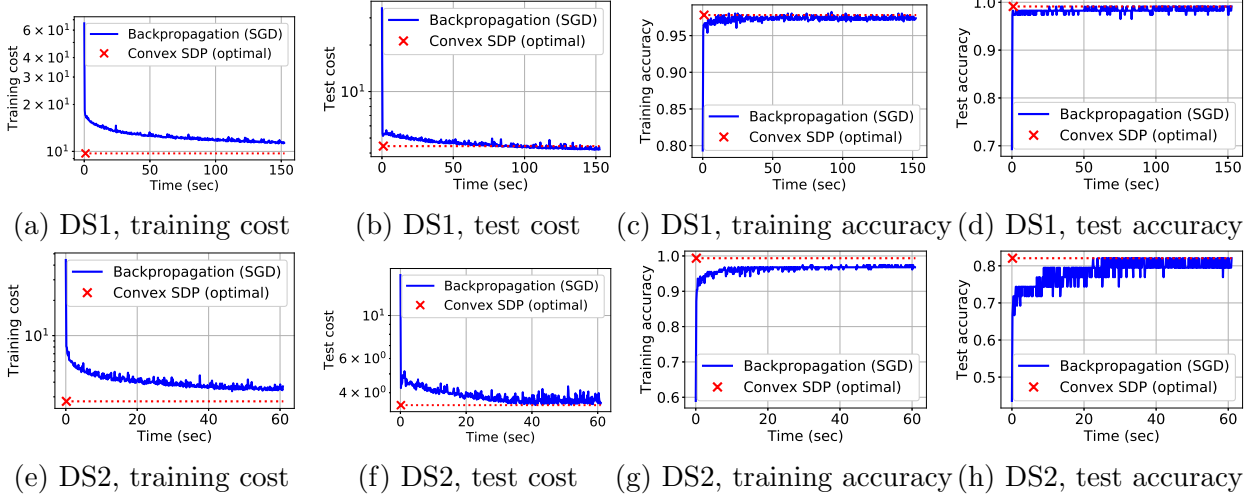 6 × 10¹
4 × 10¹
3 × 10¹
2 × 10¹
10¹
Training cost
Backpropagation (SGD)
Convex SDP (optimal)
0 50 100 150
Time (sec)
(a) DS1, training cost
10¹
Test cost
Backpropagation (SGD)
Convex SDP (optimal)
0 50 100 150
Time (sec)
(b) DS1, test cost
0.95
0.90
0.85
0.80
Training accuracy
Backpropagation (SGD)
Convex SDP (optimal)
0 50 100 150
Time (sec)
(c) DS1, training accuracy
1.0
0.9
0.8
0.7
Test accuracy
Backpropagation (SGD)
Convex SDP (optimal)
0 50 100 150
Time (sec)
(d) DS1, test accuracy
10¹
Training cost
Backpropagation (SGD)
Convex SDP (optimal)
0 20 40 60
Time (sec)
(e) DS2, training cost
10¹
6 × 10⁰
4 × 10⁰
Test cost
Backpropagation (SGD)
Convex SDP (optimal)
0 20 40 60
Time (sec)
(f) DS2, test cost
1.0
0.9
0.8
0.7
0.6
Training accuracy
Backpropagation (SGD)
Convex SDP (optimal)
0 20 40 60
Time (sec)
(g) DS2, training accuracy
0.8
0.7
0.6
0.5
Test accuracy
Backpropagation (SGD)
Convex SDP (optimal)
0 20 40 60
Time (sec)
(h) DS2, test accuracy